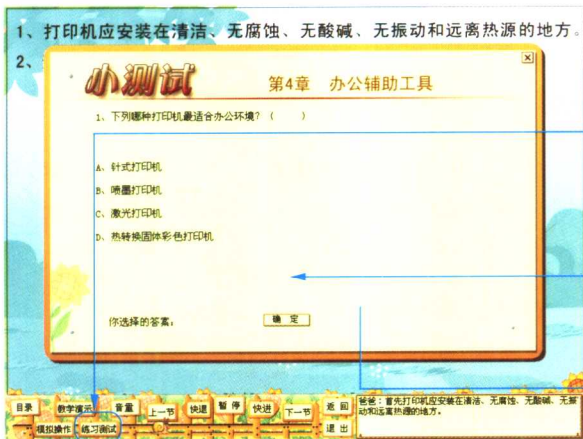 1、打印机应安装在清洁、无腐蚀、无酸碱、无振动和远离热源的地方。
2、
小测试
第4章 办公辅助工具
1、下列哪种打印机最适合办公环境？（ ）
A、针式打印机
B、喷墨打印机
C、激光打印机
D、热转换固体彩色打印机
你选择的答案：
确 定
目录 教学演示 音量 上一节 快退 暂停 快进 下一节 返回
模拟操作 练习测试 退出
爸爸：首先打印机应安装在清洁、无腐蚀、无酸碱、无振
动和远离热源的地方。